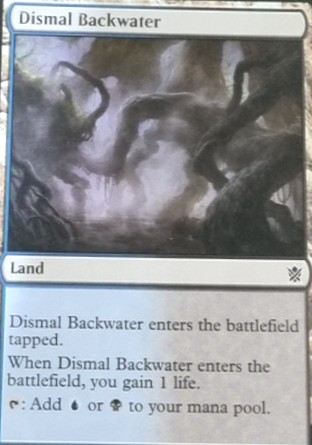 Dismal Backwater
Land
Dismal Backwater enters the battlefield
tapped.
When Dismal Backwater enters the
battlefield, you gain 1 life.
: Add or to your mana pool.